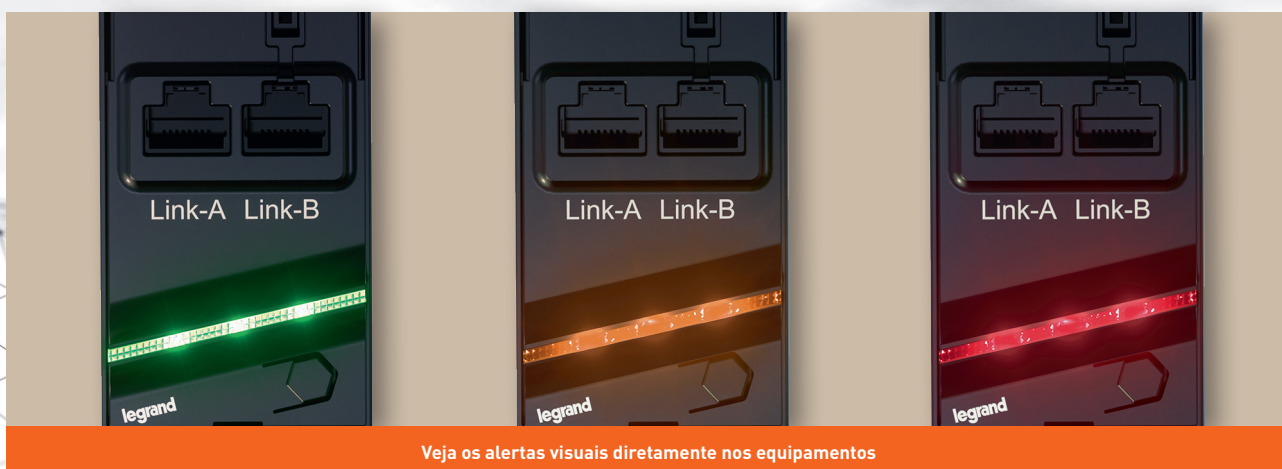 Link-A Link-B
legrand
Link-A Link-B
legrand
Link-A Link-B
legrand
Veja os alertas visuais diretamente nos equipamentos